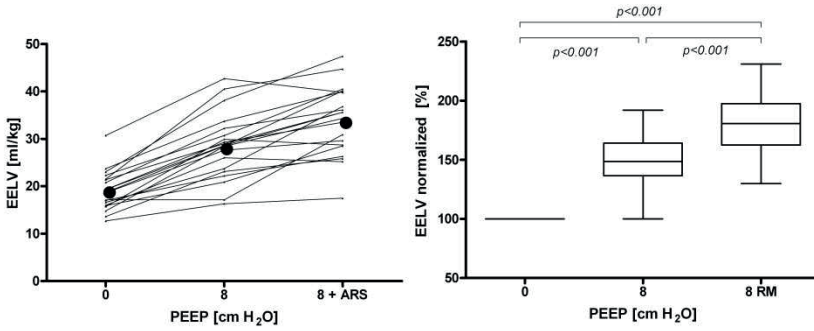 50
40
30
20
10
0
EELV [ml/kg]
0 8 8 + ARS
PEEP [cm H₂O]
p<0.001
p<0.001 p<0.001
250
200
150
100
50
EELV normalized [%]
0 8 8 RM
PEEP [cm H₂O]